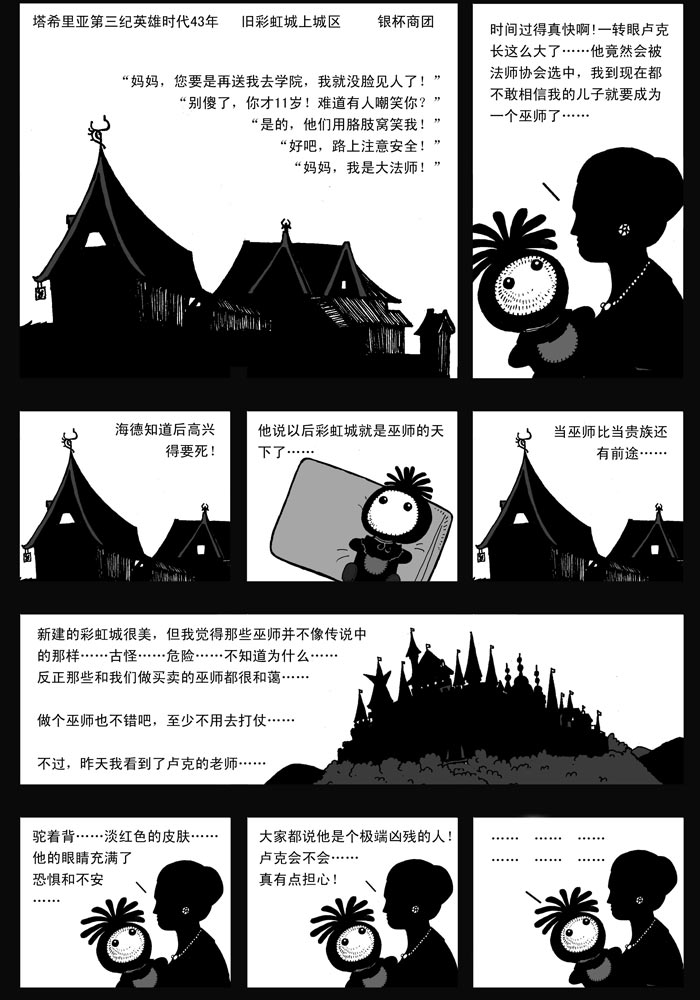 塔希里亚第三纪英雄时代43年 旧彩虹城上城区 银杯商团
“妈妈，您要是再送我去学院，我就没脸见人了！”
“别傻了，你才11岁！难道有人嘲笑你？”
“是的，他们用胳肢窝笑我！”
“好吧，路上注意安全！”
“妈妈，我是大法师！”
时间过得真快啊！一转眼卢克
长这么大了……他竟然会被
法师协会选中，我到现在都
不敢相信我的儿子就要成为
一个巫师了……
海德知道后高兴
得要死！
他说以后彩虹城就是巫师的天
下了……
当巫师比当贵族还
有前途……
新建的彩虹城很美，但我觉得那些巫师并不像传说中
的那样……古怪……危险……不知道为什么……
反正那些和我们做买卖的巫师都很和蔼……
做个巫师也不错吧，至少不用去打仗……
不过，昨天我看到了卢克的老师……
驼着背……淡红色的皮肤……
他的眼睛充满了
恐惧和不安
……
大家都说他是个极端凶残的人！
卢克会不会……
真有点担心！
…… …… ……
…… …… ……